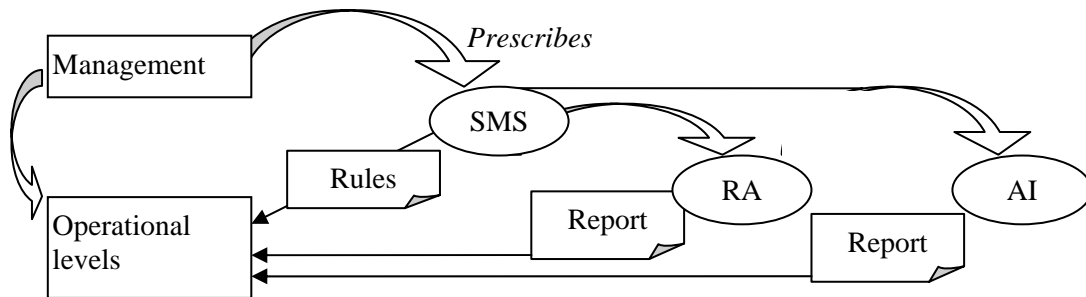 Prescribes
Management
SMS
Rules
RA
AI
Report
Report
Operational
levels